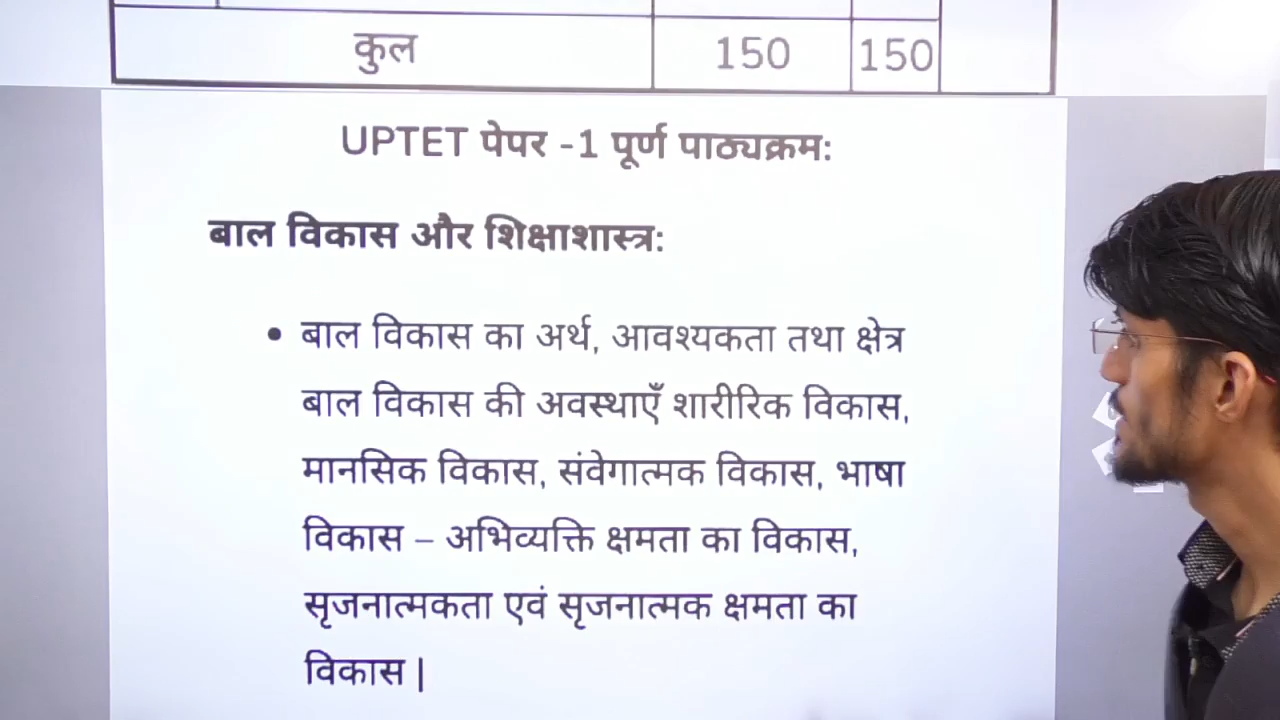 कुल 150 150
UPTET पेपर -1 पूर्ण पाठ्यक्रम:
बाल विकास और शिक्षाशास्त्र:
• बाल विकास का अर्थ, आवश्यकता तथा क्षेत्र
बाल विकास की अवस्थाएँ शारीरिक विकास,
मानसिक विकास, संवेगात्मक विकास, भाषा
विकास – अभिव्यक्ति क्षमता का विकास,
सृजनात्मकता एवं सृजनात्मक क्षमता का
विकास |